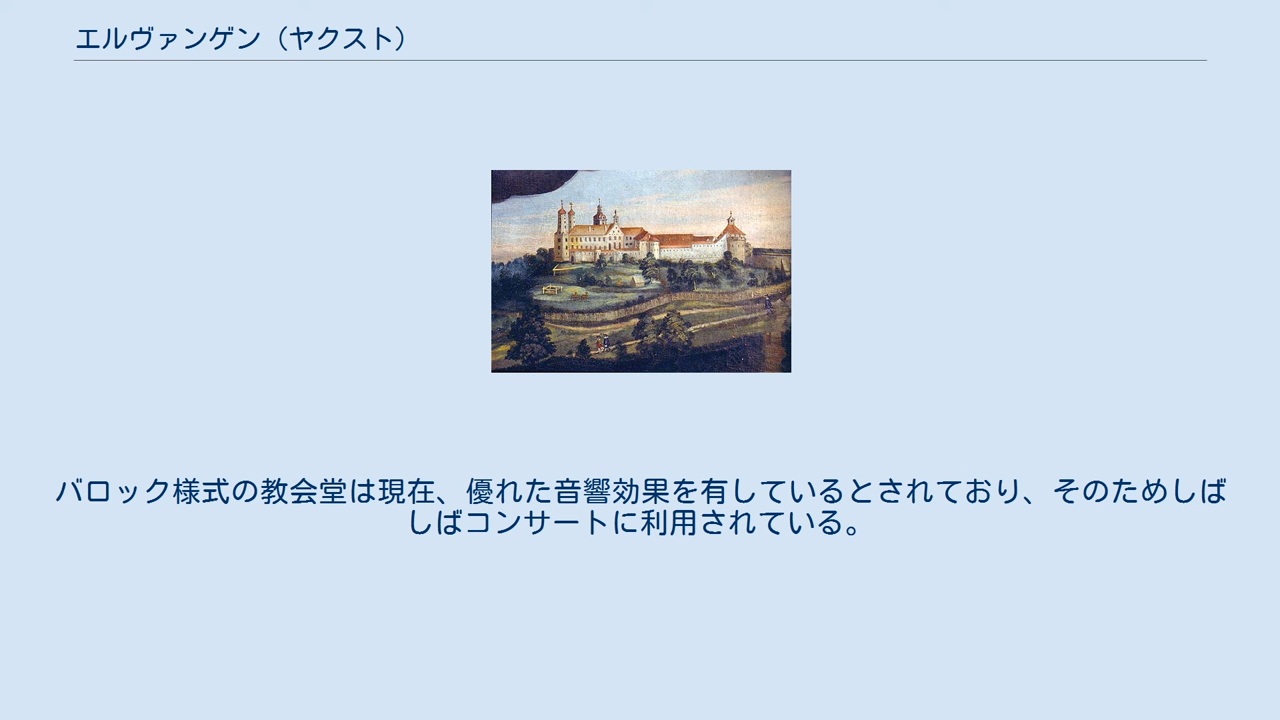 エルヴァンゲン（ヤクスト）
バロック様式の教会堂は現在、優れた音響効果を有しているとされており、そのためしば
しばコンサートに利用されている。